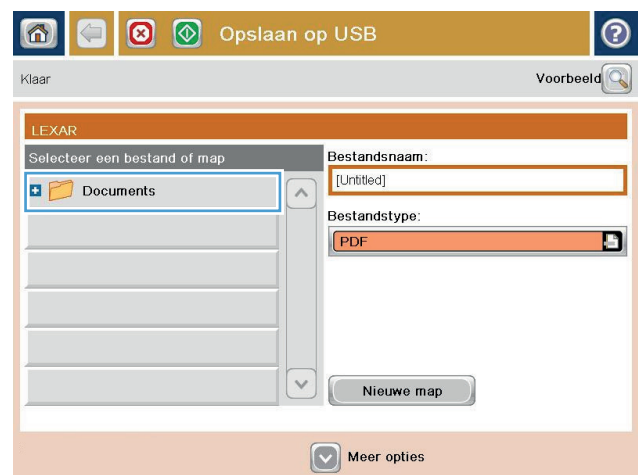 Opslaan op USB
?
Klaar
Voorbeeld
LEXAR
Selecteer een bestand of map
Documents
Bestandsnaam:
[Untitled]
Bestandstype:
PDF
Nieuwe map
Meer opties